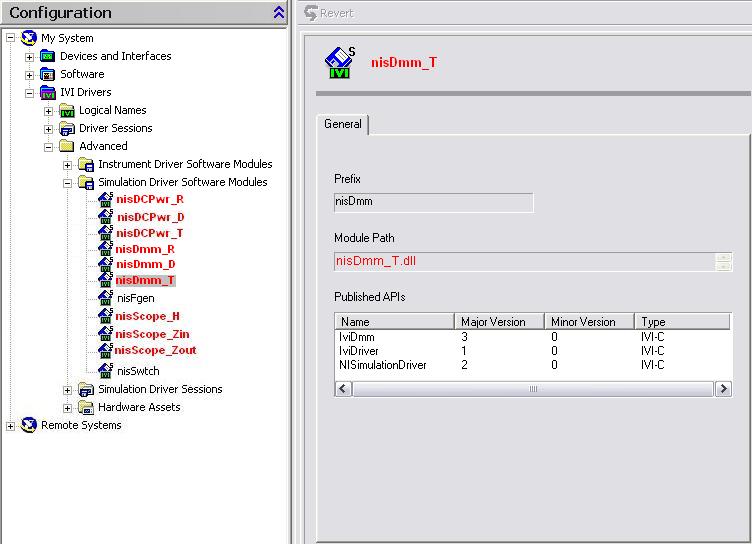 Configuration
My System
Devices and Interfaces
Software
IVI Drivers
Logical Names
Driver Sessions
Advanced
Instrument Driver Software Modules
Simulation Driver Software Modules
nisDCPwr_R
nisDCPwr_D
nisDCPwr_T
nisDmm_R
nisDmm_D
nisDmm_T
nisFgen
nisScope_H
nisScope_Zin
nisScope_Zout
nisSwtch
Simulation Driver Sessions
Hardware Assets
Remote Systems
Revert
S
IVI
nisDmm_T
General
Prefix
nisDmm
Module Path
nisDmm_T.dll
Published APIs
Name Major Version Minor Version Type
IviDmm 3 0 IVI-C
IviDriver 1 0 IVI-C
NISimulationDriver 2 0 IVI-C